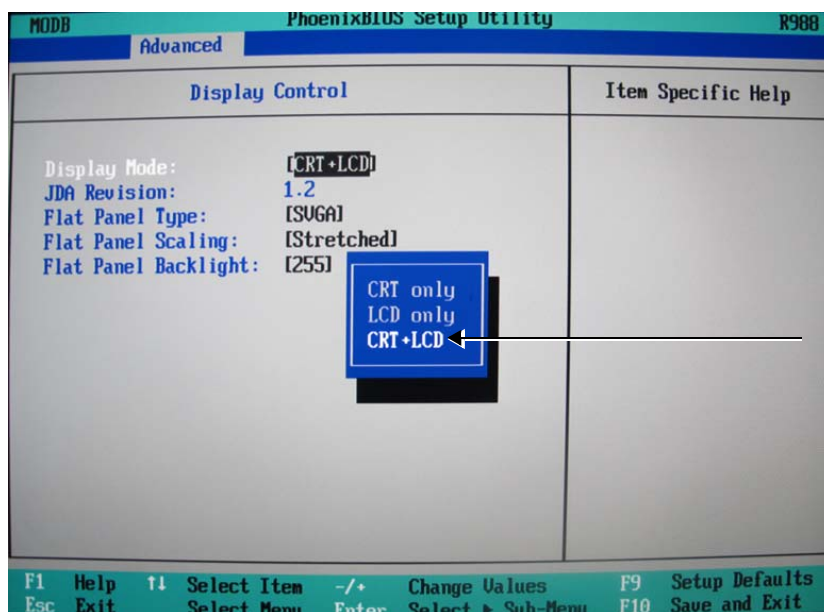 MODB PhoenixBIOS Setup Utility R988
Advanced
Display Control
Item Specific Help
Display Mode: [CRT+LCD]
JDA Revision: 1.2
Flat Panel Type: [SVGA]
Flat Panel Scaling: [Stretched]
Flat Panel Backlight: [255]
CRT only
LCD only
CRT+LCD
F1 Help ↑↓ Select Item -/+ Change Values F9 Setup Defaults
Esc Exit Select Menu Enter Select ▶ Sub-Menu F10 Save and Exit